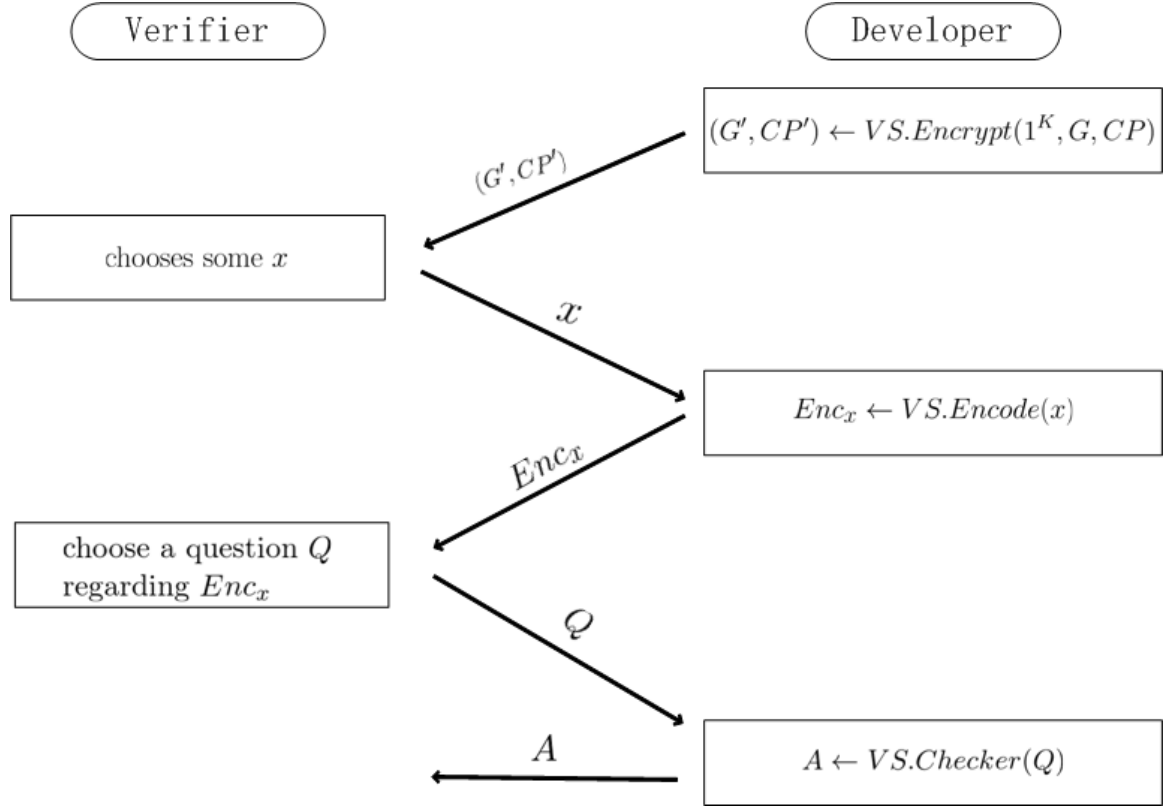 Verifier
Developer
(G′, CP′) ← VS.Encrypt(1^K, G, CP)
(G′, CP′)
chooses some x
x
Enc_x ← VS.Encode(x)
Enc_x
choose a question Q
regarding Enc_x
Q
A ← VS.Checker(Q)
A